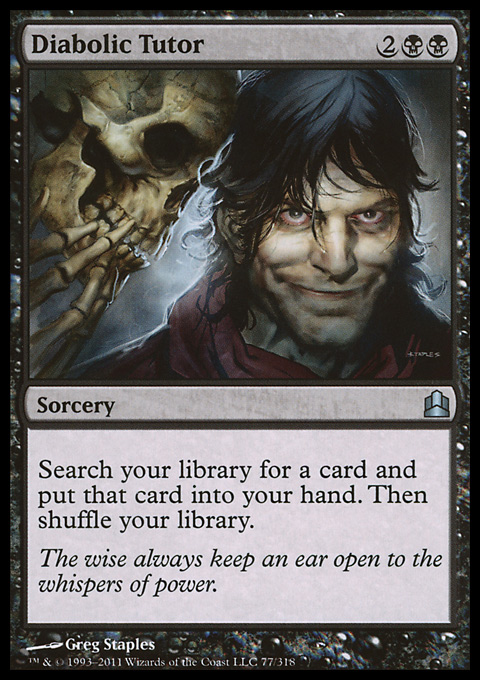 Diabolic Tutor 2
STAPLES
Sorcery
Search your library for a card and
put that card into your hand. Then
shuffle your library.
The wise always keep an ear open to the
whispers of power.
Greg Staples
™ & © 1993–2011 Wizards of the Coast LLC 77/318